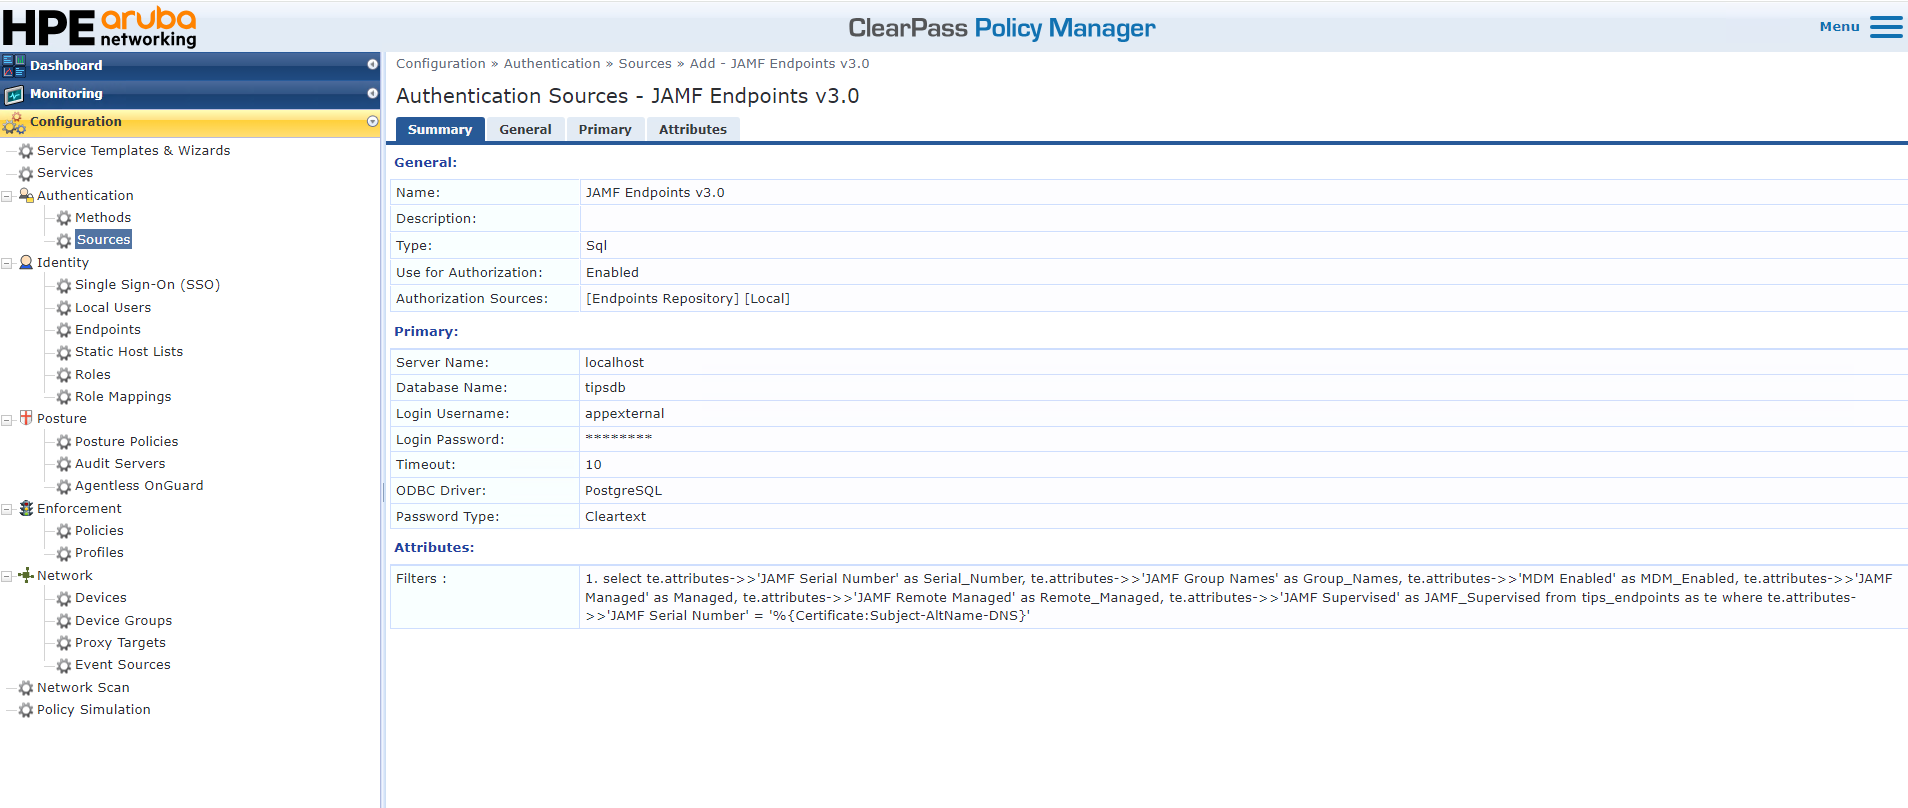 HPE aruba networking
ClearPass Policy Manager
Menu
Dashboard
Monitoring
Configuration
Service Templates & Wizards
Services
Authentication
Methods
Sources
Identity
Single Sign-On (SSO)
Local Users
Endpoints
Static Host Lists
Roles
Role Mappings
Posture
Posture Policies
Audit Servers
Agentless OnGuard
Enforcement
Policies
Profiles
Network
Devices
Device Groups
Proxy Targets
Event Sources
Network Scan
Policy Simulation
Configuration » Authentication » Sources » Add - JAMF Endpoints v3.0
Authentication Sources - JAMF Endpoints v3.0
Summary General Primary Attributes
General:
Name: JAMF Endpoints v3.0
Description:
Type: Sql
Use for Authorization: Enabled
Authorization Sources: [Endpoints Repository] [Local]
Primary:
Server Name: localhost
Database Name: tipsdb
Login Username: appexternal
Login Password: ********
Timeout: 10
ODBC Driver: PostgreSQL
Password Type: Cleartext
Attributes:
Filters : 1. select te.attributes->>'JAMF Serial Number' as Serial_Number, te.attributes->>'JAMF Group Names' as Group_Names, te.attributes->>'MDM Enabled' as MDM_Enabled, te.attributes->>'JAMF
Managed' as Managed, te.attributes->>'JAMF Remote Managed' as Remote_Managed, te.attributes->>'JAMF Supervised' as JAMF_Supervised from tips_endpoints as te where te.attributes-
>>'JAMF Serial Number' = '%{Certificate:Subject-AltName-DNS}'